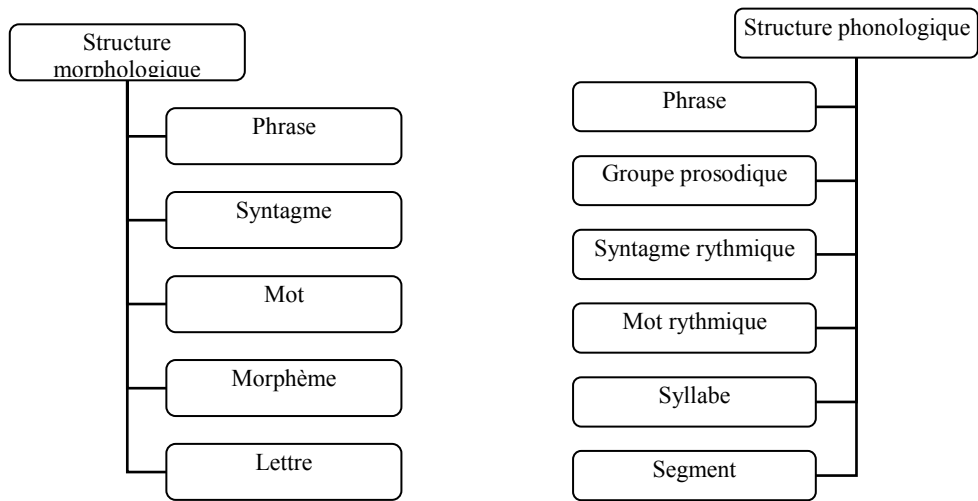 Structure
morphologique
Phrase
Syntagme
Mot
Morphème
Lettre
Structure phonologique
Phrase
Groupe prosodique
Syntagme rythmique
Mot rythmique
Syllabe
Segment